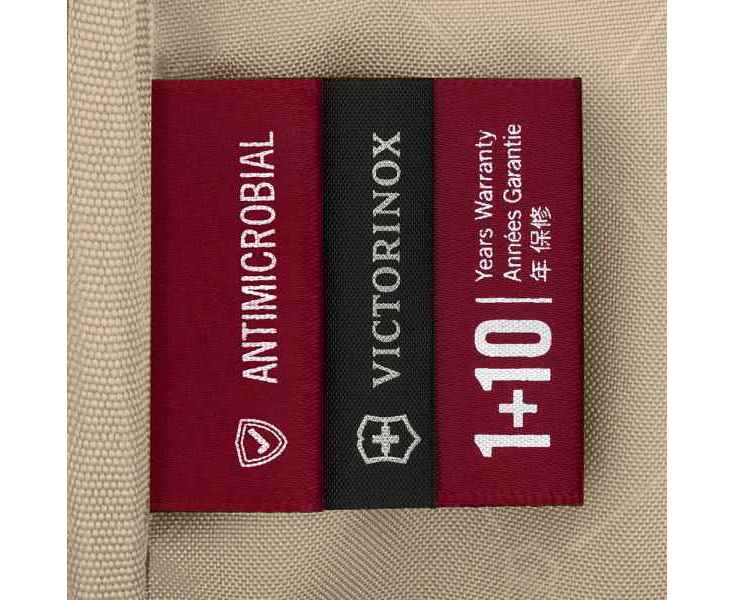 ANTIMICROBIAL
VICTORINOX
1+10
Years Warranty
Années Garantie
年 保修